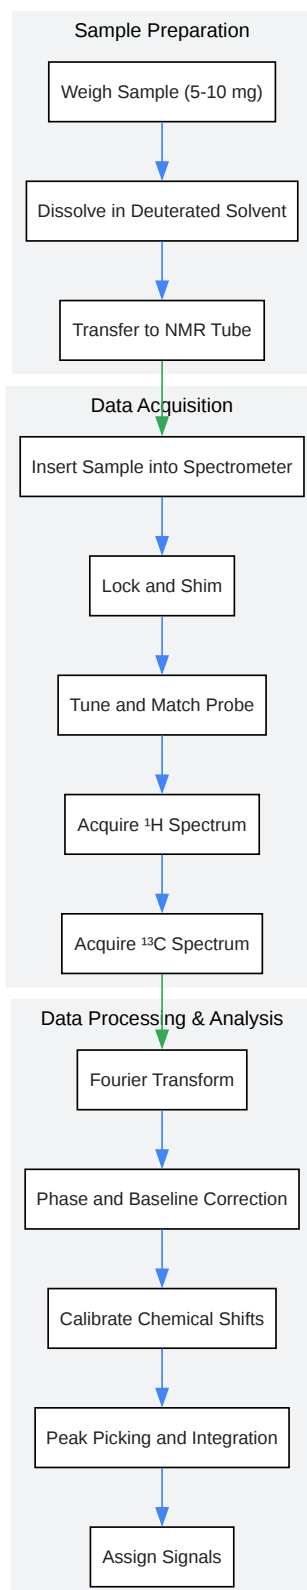 Sample Preparation
Weigh Sample (5-10 mg)
Dissolve in Deuterated Solvent
Transfer to NMR Tube
Data Acquisition
Insert Sample into Spectrometer
Lock and Shim
Tune and Match Probe
Acquire ¹H Spectrum
Acquire ¹³C Spectrum
Data Processing & Analysis
Fourier Transform
Phase and Baseline Correction
Calibrate Chemical Shifts
Peak Picking and Integration
Assign Signals